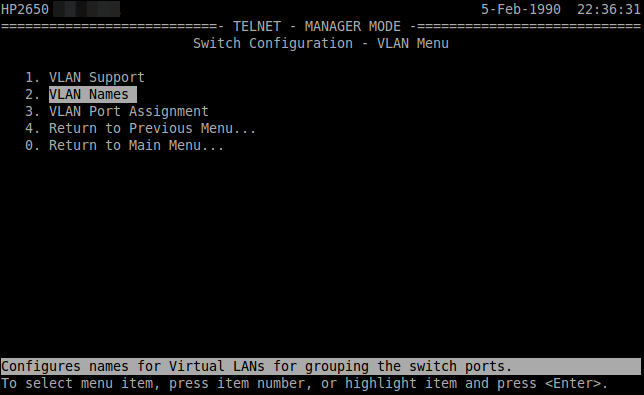 HP2650 5-Feb-1990 22:36:31
===========================- TELNET - MANAGER MODE -============================
Switch Configuration - VLAN Menu
1. VLAN Support
2. VLAN Names
3. VLAN Port Assignment
4. Return to Previous Menu...
0. Return to Main Menu...
Configures names for Virtual LANs for grouping the switch ports.
To select menu item, press item number, or highlight item and press <Enter>.